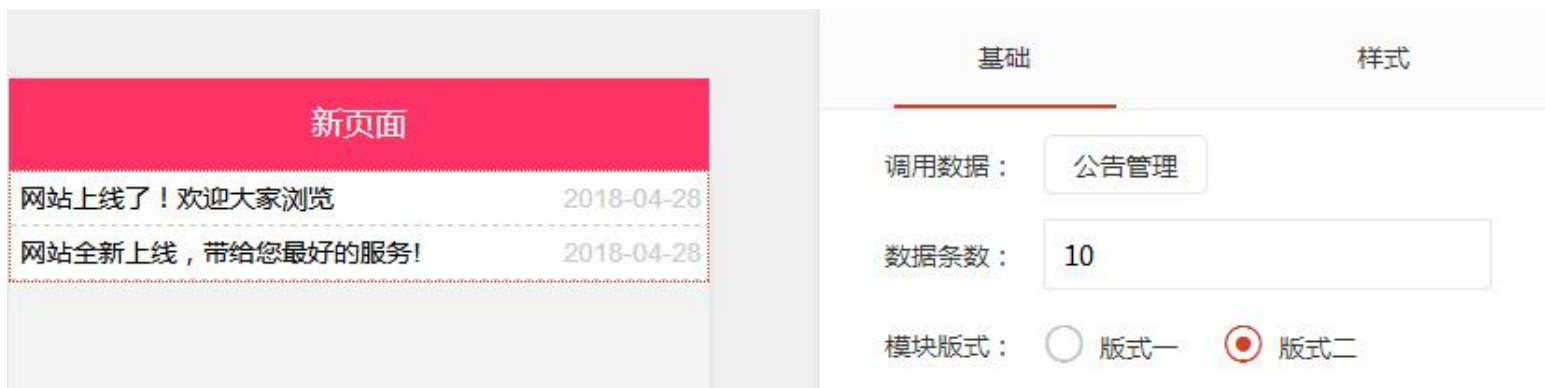 新页面
网站上线了！欢迎大家浏览 2018-04-28
网站全新上线，带给您最好的服务! 2018-04-28
基础 样式
调用数据： 公告管理
数据条数： 10
模块版式： 版式一 版式二